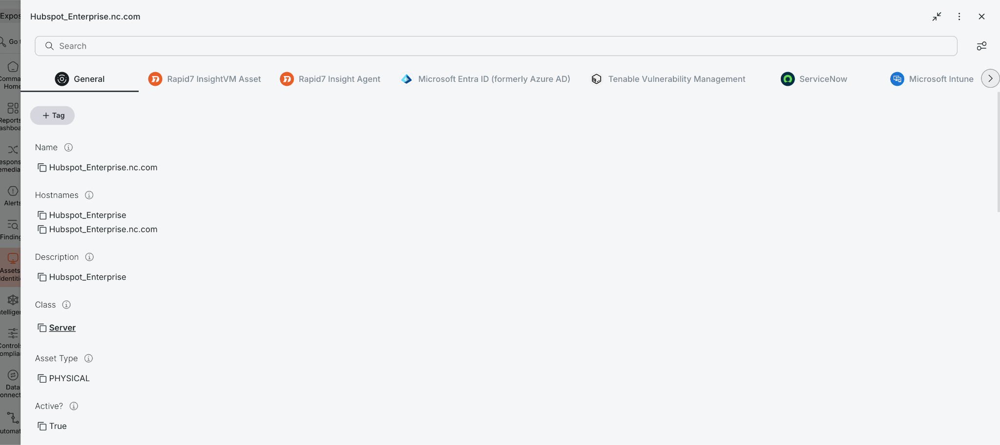 Hubspot_Enterprise.nc.com
Search
General
Rapid7 InsightVM Asset
Rapid7 Insight Agent
Microsoft Entra ID (formerly Azure AD)
Tenable Vulnerability Management
ServiceNow
Microsoft Intune
+ Tag
Name
Hubspot_Enterprise.nc.com
Hostnames
Hubspot_Enterprise
Hubspot_Enterprise.nc.com
Description
Hubspot_Enterprise
Class
Server
Asset Type
PHYSICAL
Active?
True
Expos
Go t
Comma
Home
Reports
ashboa
espons
emedia
Alerts
Finding
Assets
Identiti
ntelliger
Controls
omplia
Data
onnect
utomat